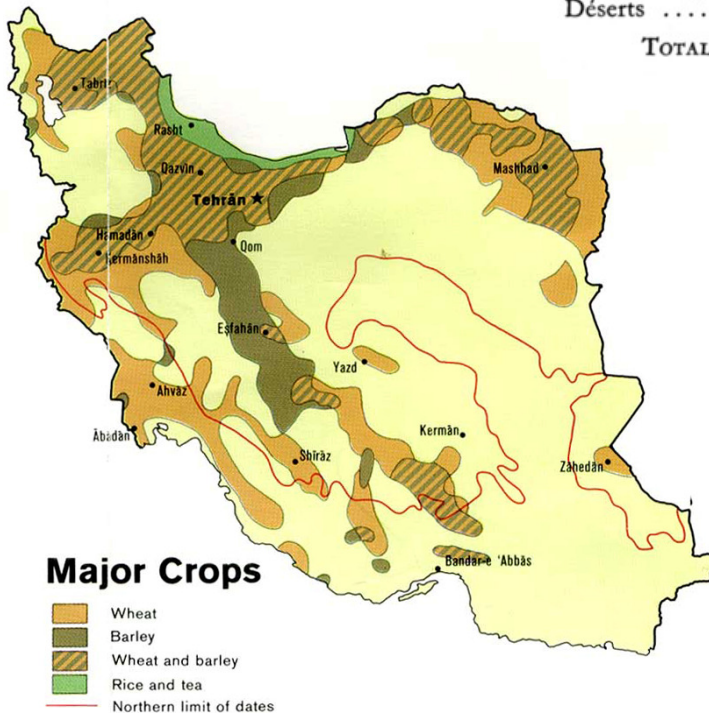 Déserts ....
TOTAL
Tabriz
Rasht
Qazvīn
Mashhad
Tehrān
Hamadān
Qom
Kermānshāh
Eşfahān
Yazd
Ahvāz
Ābādān
Kermān
Shīrāz
Zāhedān
Bandar-e 'Abbās
Major Crops
Wheat
Barley
Wheat and barley
Rice and tea
Northern limit of dates